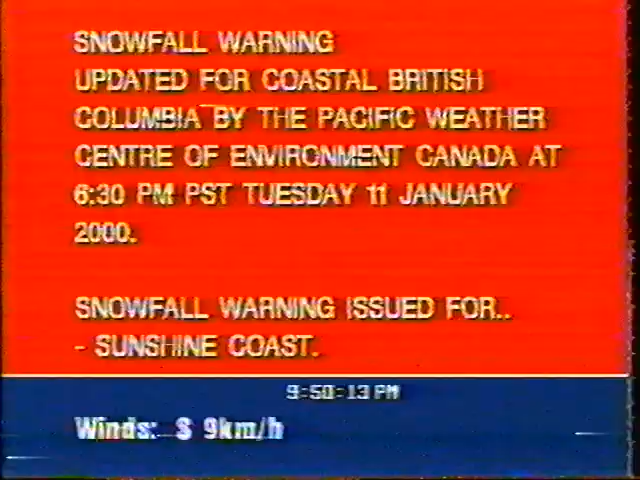 SNOWFALL WARNING
UPDATED FOR COASTAL BRITISH
COLUMBIA BY THE PACIFIC WEATHER
CENTRE OF ENVIRONMENT CANADA AT
6:30 PM PST TUESDAY 11 JANUARY
2000.
SNOWFALL WARNING ISSUED FOR..
- SUNSHINE COAST.
9:50:13 PM
Winds: S 9km/h